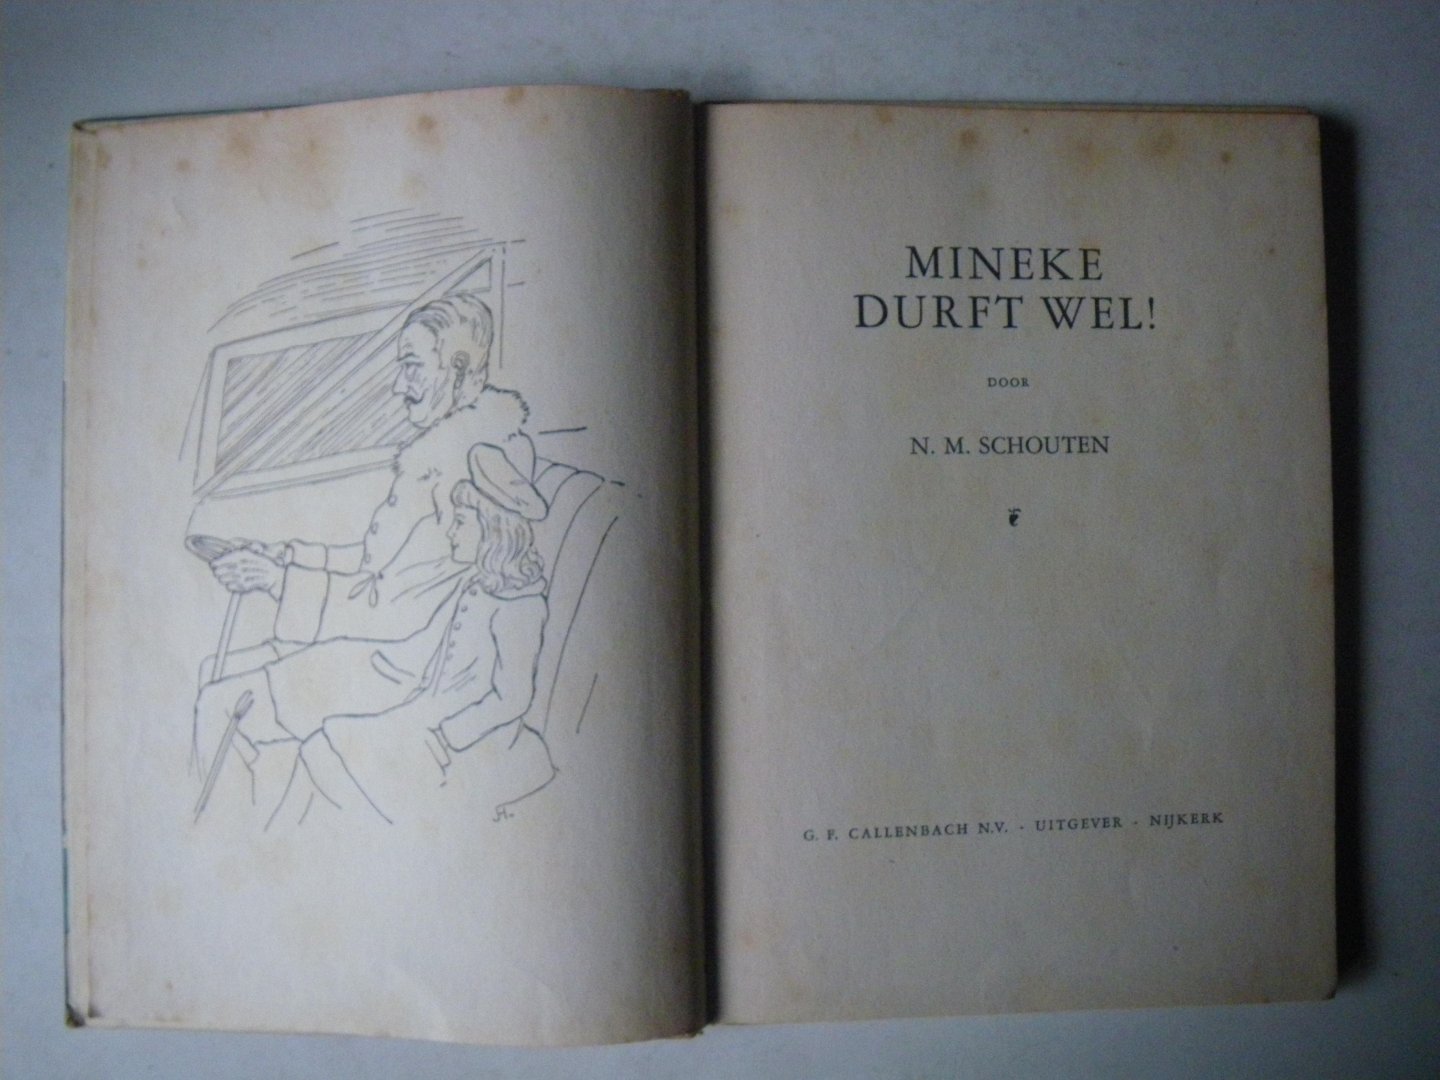 MINEKE
DURFT WEL!
DOOR
N. M. SCHOUTEN
G. F. CALLENBACH N.V. · UITGEVER · NIJKERK